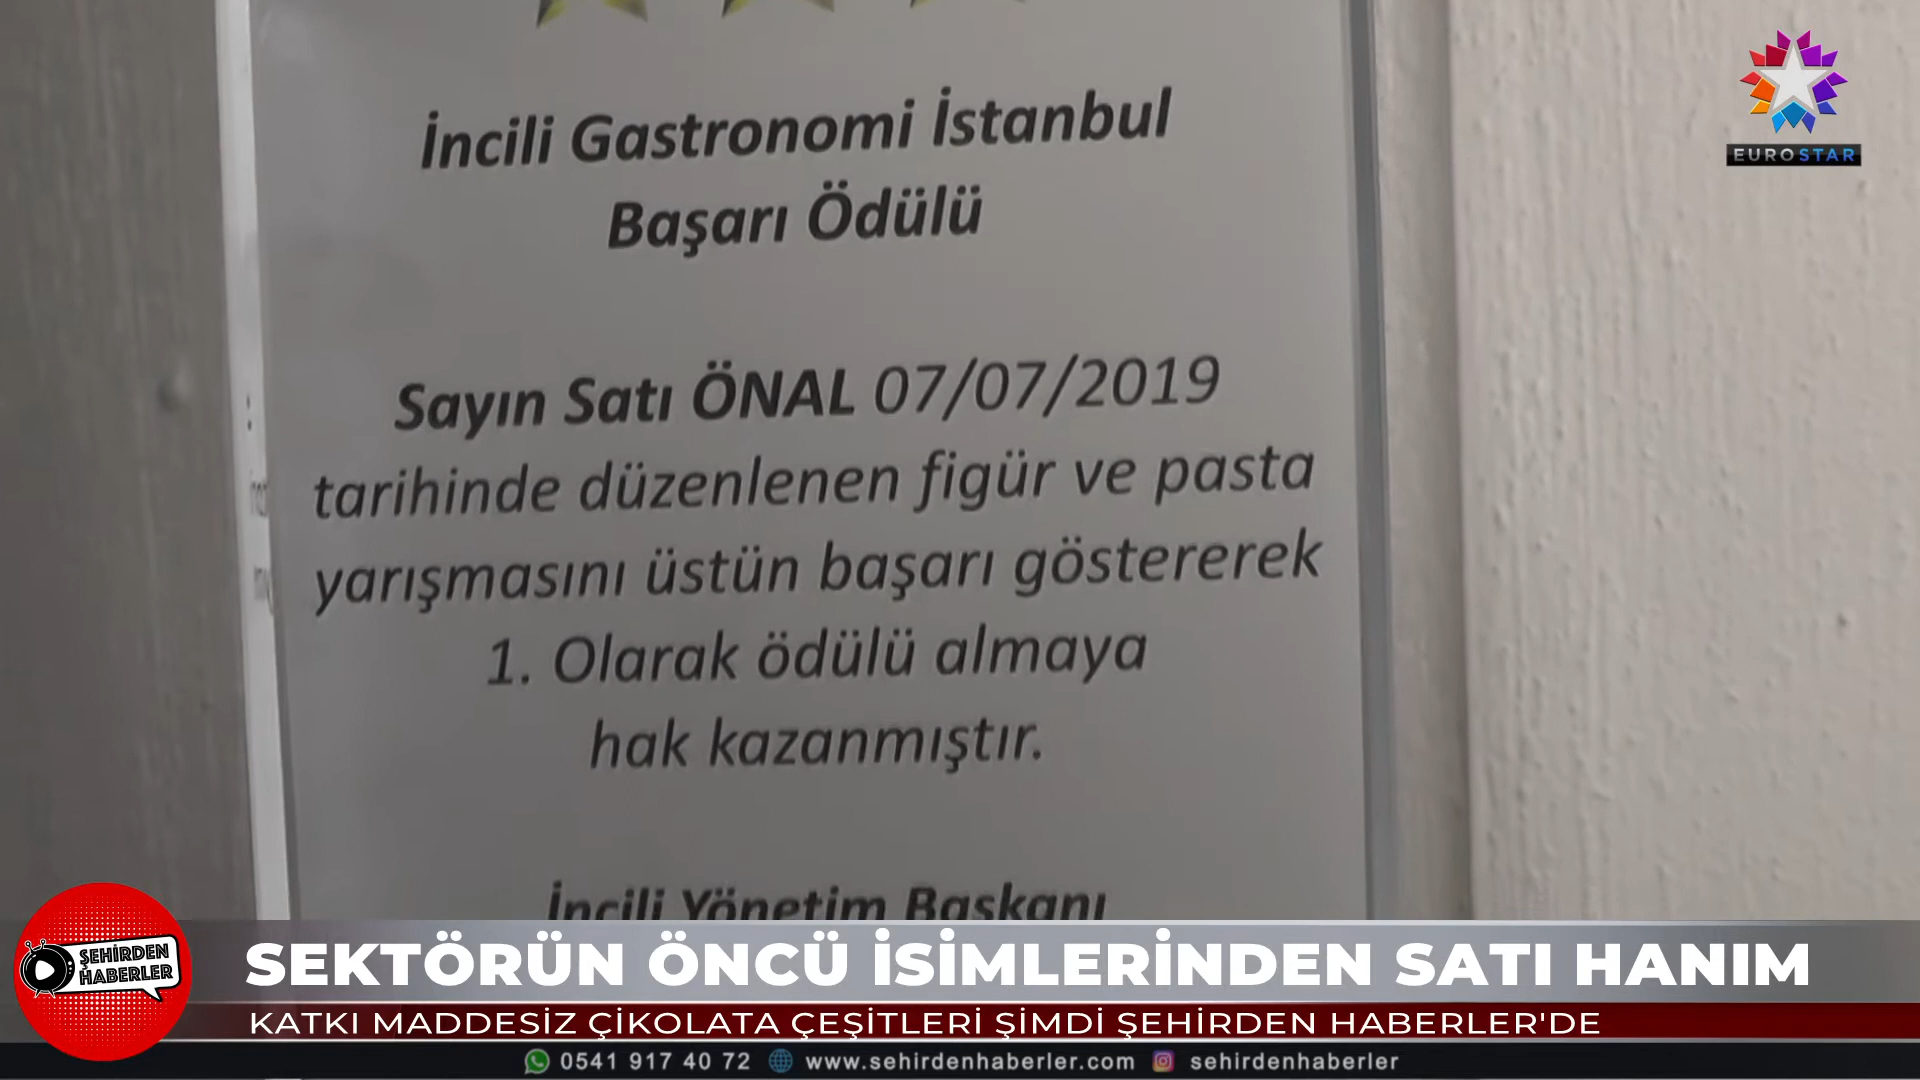 İncili Gastronomi İstanbul
Başarı Ödülü
EUROSTAR
Sayın Satı ÖNAL 07/07/2019
tarihinde düzenlenen figür ve pasta
yarışmasını üstün başarı göstererek
1. Olarak ödülü almaya
hak kazanmıştır.
İncili Yönetim Başkanı
ŞEHİRDEN
HABERLER
SEKTÖRÜN ÖNCÜ İSİMLERİNDEN SATI HANIM
KATKI MADDESİZ ÇİKOLATA ÇEŞİTLERİ ŞİMDİ ŞEHİRDEN HABERLER'DE
0541 917 40 72 www.sehirdenhaberler.com sehirdenhaberler